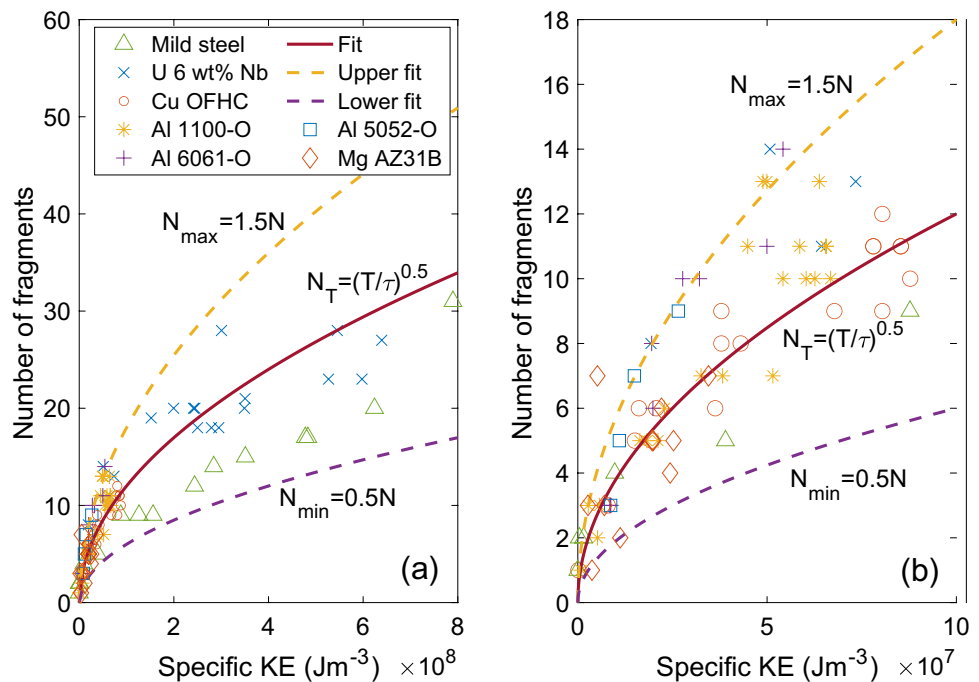 60
50
40
30
20
10
0
0 2 4 6 8
Number of fragments
Specific KE (Jm⁻³) ×10⁸
Mild steel
U 6 wt% Nb
Cu OFHC
Al 1100-O
Al 6061-O
Fit
Upper fit
Lower fit
Al 5052-O
Mg AZ31B
N_max=1.5N
N_T=(T/τ)^0.5
N_min=0.5N
(a)
18
16
14
12
10
8
6
4
2
0
0 5 10
Number of fragments
Specific KE (Jm⁻³) ×10⁷
N_max=1.5N
N_T=(T/τ)^0.5
N_min=0.5N
(b)